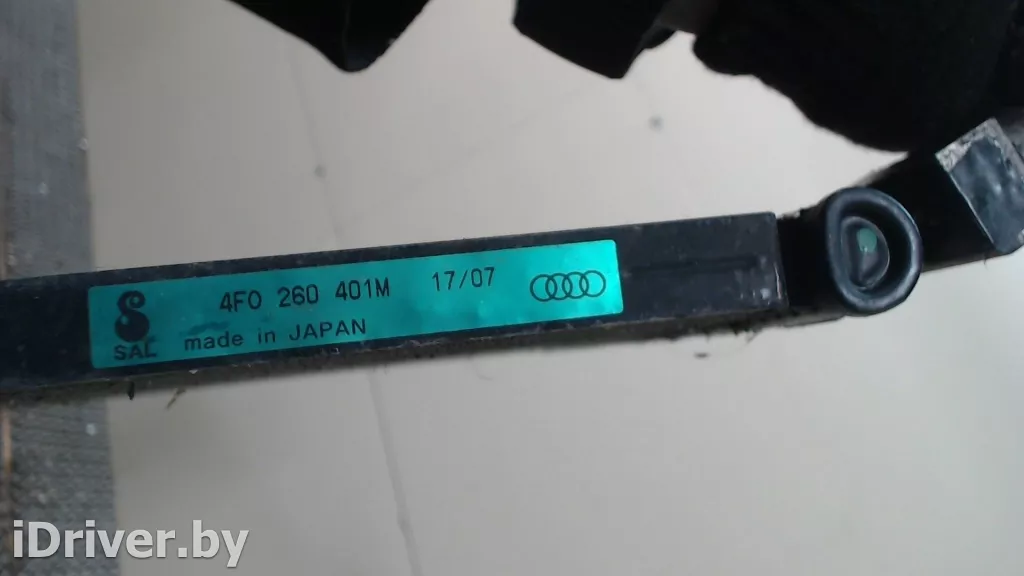 4F0 260 401M 17/07
SAL made in JAPAN
iDriver.by